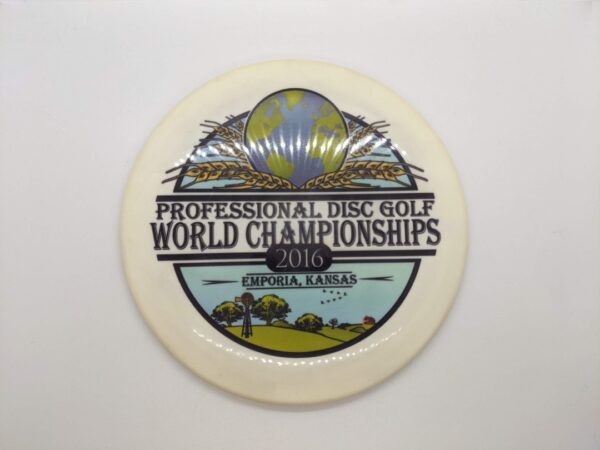 PROFESSIONAL DISC GOLF
WORLD CHAMPIONSHIPS
2016
EMPORIA, KANSAS